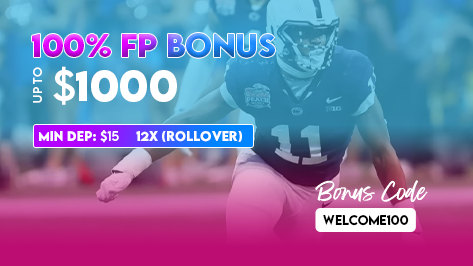 100% FP BONUS
UP TO $1000
MIN DEP: $15 12X (ROLLOVER)
11
Bonus Code
WELCOME100